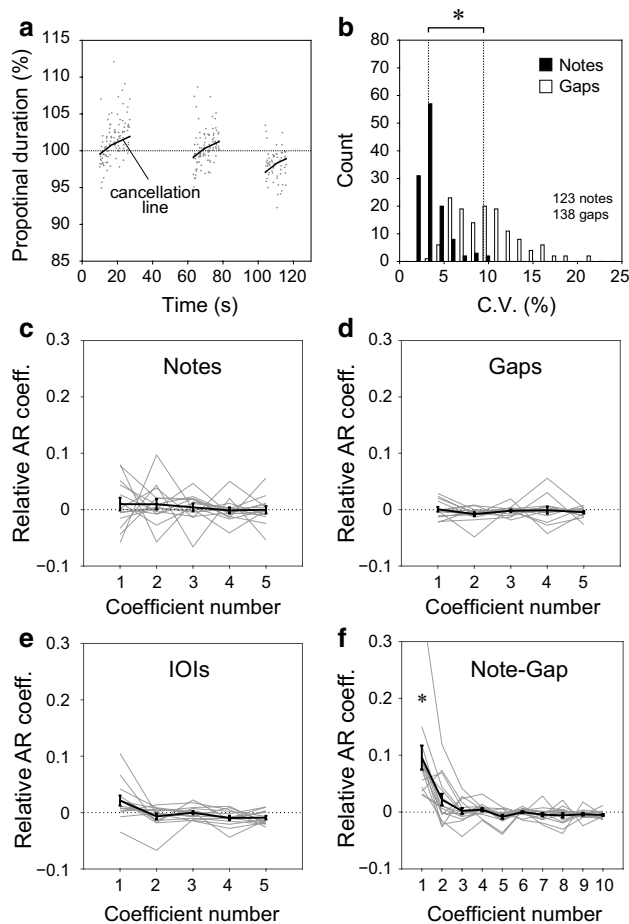 a
Propotinal duration (%)
115
110
105
100
95
90
85
cancellation
line
0 20 40 60 80 100 120
Time (s)
b
*
Count
80
70
60
50
40
30
20
10
0
Notes
Gaps
123 notes
138 gaps
0 5 10 15 20 25
C.V. (%)
c
Notes
Relative AR coeff.
0.3
0.2
0.1
0
−0.1
1 2 3 4 5
Coefficient number
d
Gaps
Relative AR coeff.
0.3
0.2
0.1
0
−0.1
1 2 3 4 5
Coefficient number
e
IOIs
Relative AR coeff.
0.3
0.2
0.1
0
−0.1
1 2 3 4 5
Coefficient number
f
Note-Gap
Relative AR coeff.
0.3
0.2
0.1
0
−0.1
*
1 2 3 4 5 6 7 8 9 10
Coefficient number